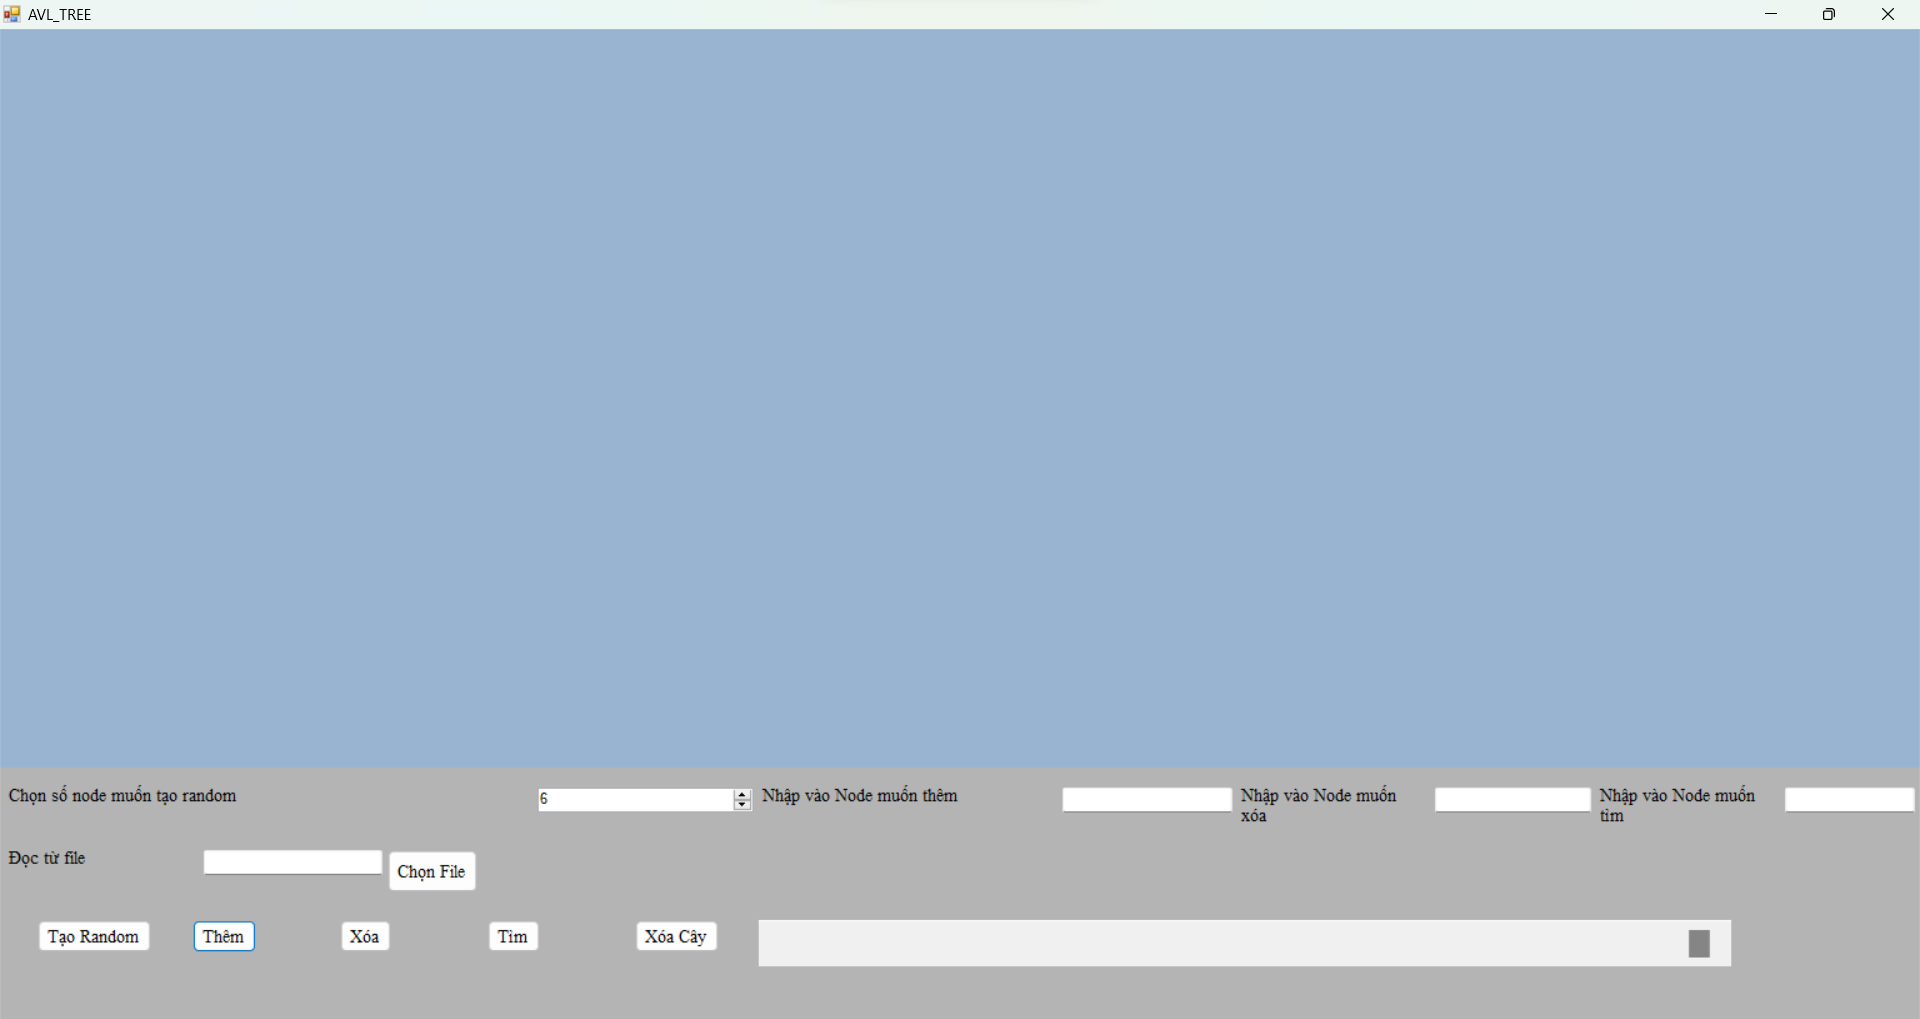 AVL_TREE
Chọn số node muốn tạo random
6
Nhập vào Node muốn thêm
Nhập vào Node muốn
xóa
Nhập vào Node muốn
tìm
Đọc từ file
Chọn File
Tạo Random
Thêm
Xóa
Tìm
Xóa Cây